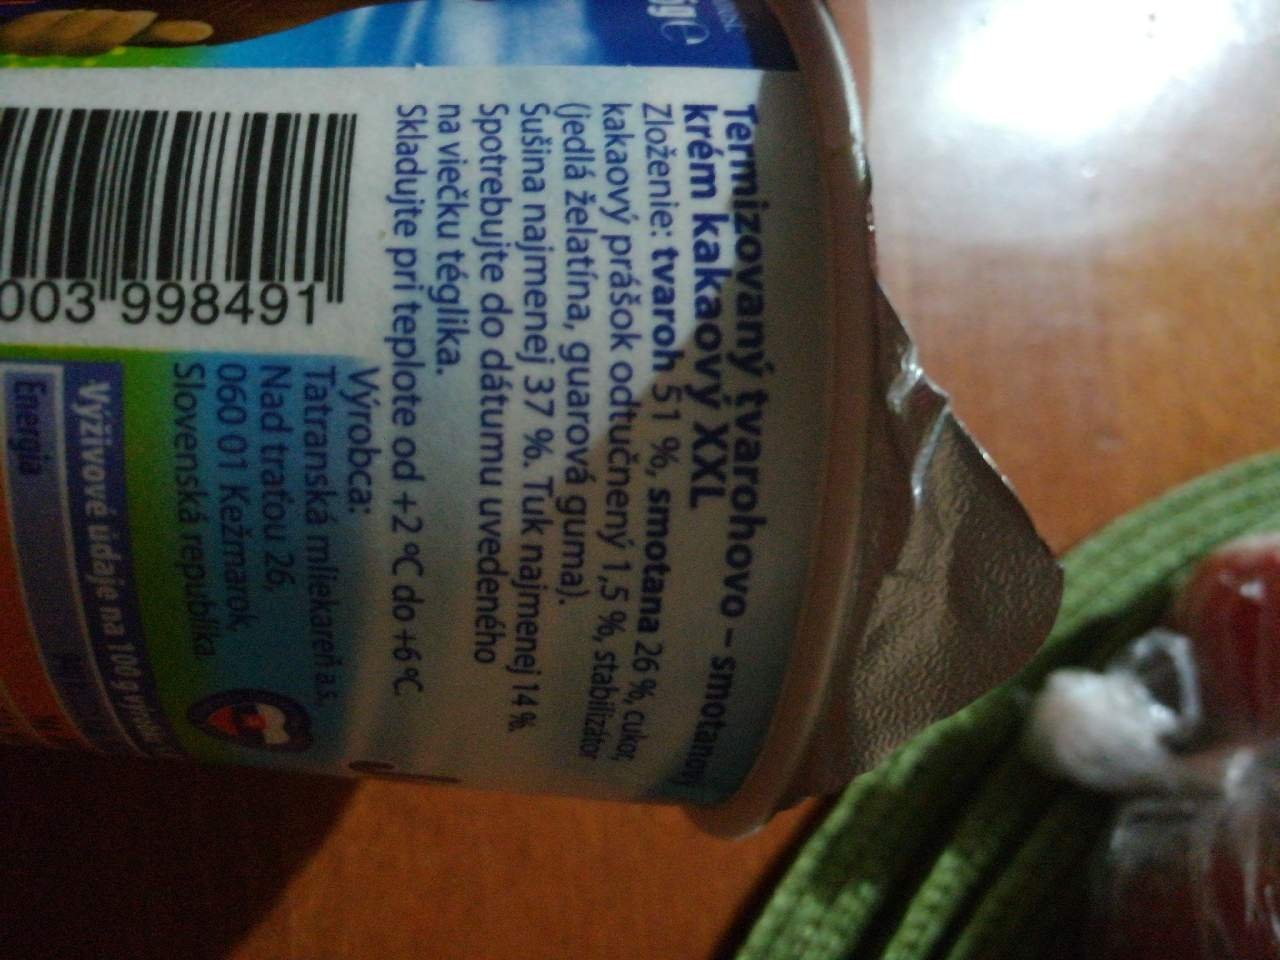 Termizovaný tvarohovo – smotanový
krém kakaový XXL
Zloženie: tvaroh 51 %, smotana 26 %, cukor,
kakaový prášok odtučnený 1,5 %, stabilizátor
(jedlá želatína, guarová guma).
Sušina najmenej 37 %. Tuk najmenej 14 %.
Spotrebujte do dátumu uvedeného
na viečku téglika.
Skladujte pri teplote od +2 °C do +6 °C.
Výrobca:
Tatranská mliekareň a.s.
Nad traťou 26,
060 01 Kežmarok,
Slovenská republika
003 998491
Výživové údaje na 100 g
Energia